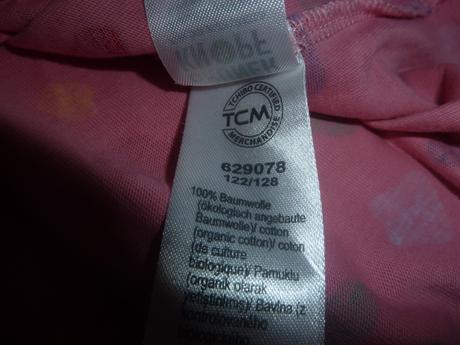 KNOPF
TCHIBO CERTIFIED
TCM
MERCHANDISE
629078
122/128
100% Baumwolle
(ökologisch angebaute
Baumwolle)/ cotton
(organic cotton)/ coton
(de culture
biologique)/ Pamuklu
(organik olarak
yetiştirilmiş)/ Bavlna (z
kontrolovaného